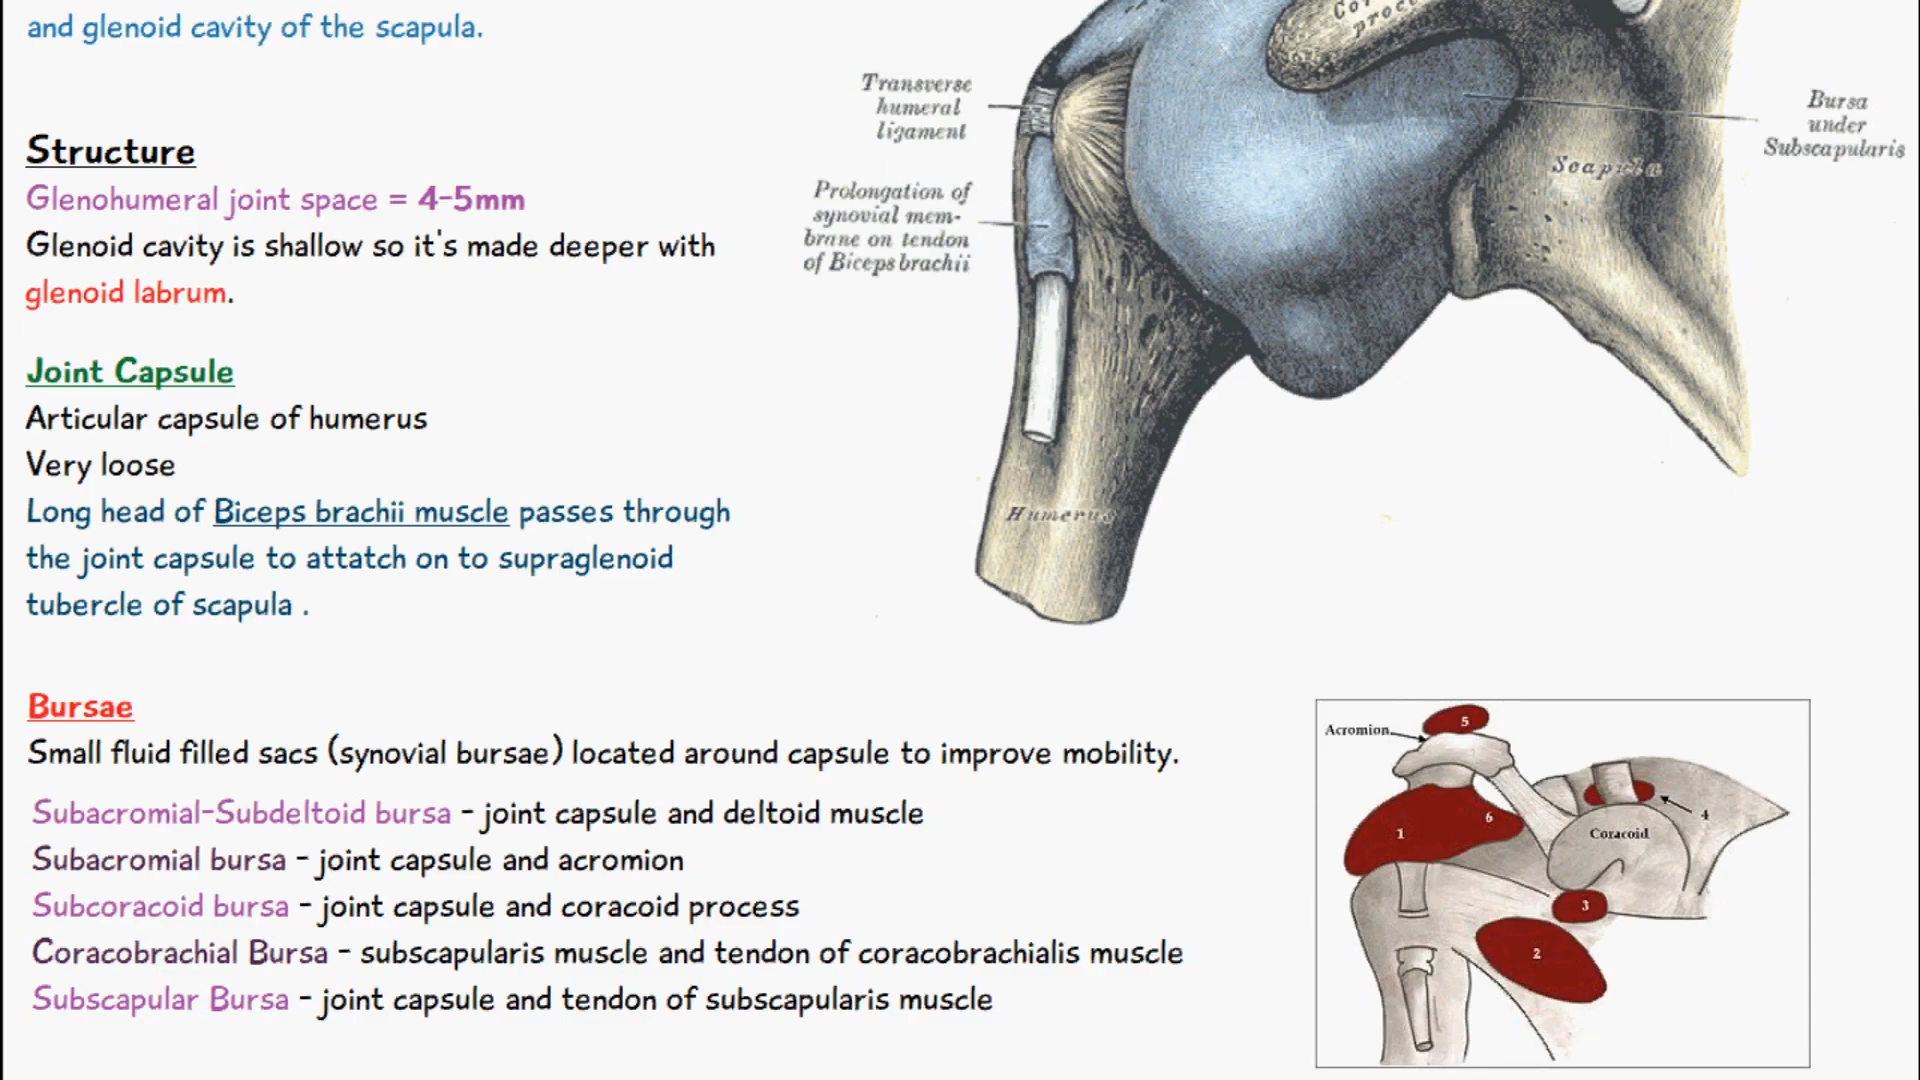 and glenoid cavity of the scapula.
Structure
Glenohumeral joint space = 4-5mm
Glenoid cavity is shallow so it's made deeper with
glenoid labrum.
Joint Capsule
Articular capsule of humerus
Very loose
Long head of Biceps brachii muscle passes through
the joint capsule to attatch on to supraglenoid
tubercle of scapula .
Bursae
Small fluid filled sacs (synovial bursae) located around capsule to improve mobility.
Subacromial-Subdeltoid bursa - joint capsule and deltoid muscle
Subacromial bursa - joint capsule and acromion
Subcoracoid bursa - joint capsule and coracoid process
Coracobrachial Bursa - subscapularis muscle and tendon of coracobrachialis muscle
Subscapular Bursa - joint capsule and tendon of subscapularis muscle
Transverse
humeral
ligament
Prolongation of
synovial mem-
brane on tendon
of Biceps brachii
Bursa
under
Subscapularis
Scapula
Humerus
Acromion
5
6
1
4
Coracoid
3
2